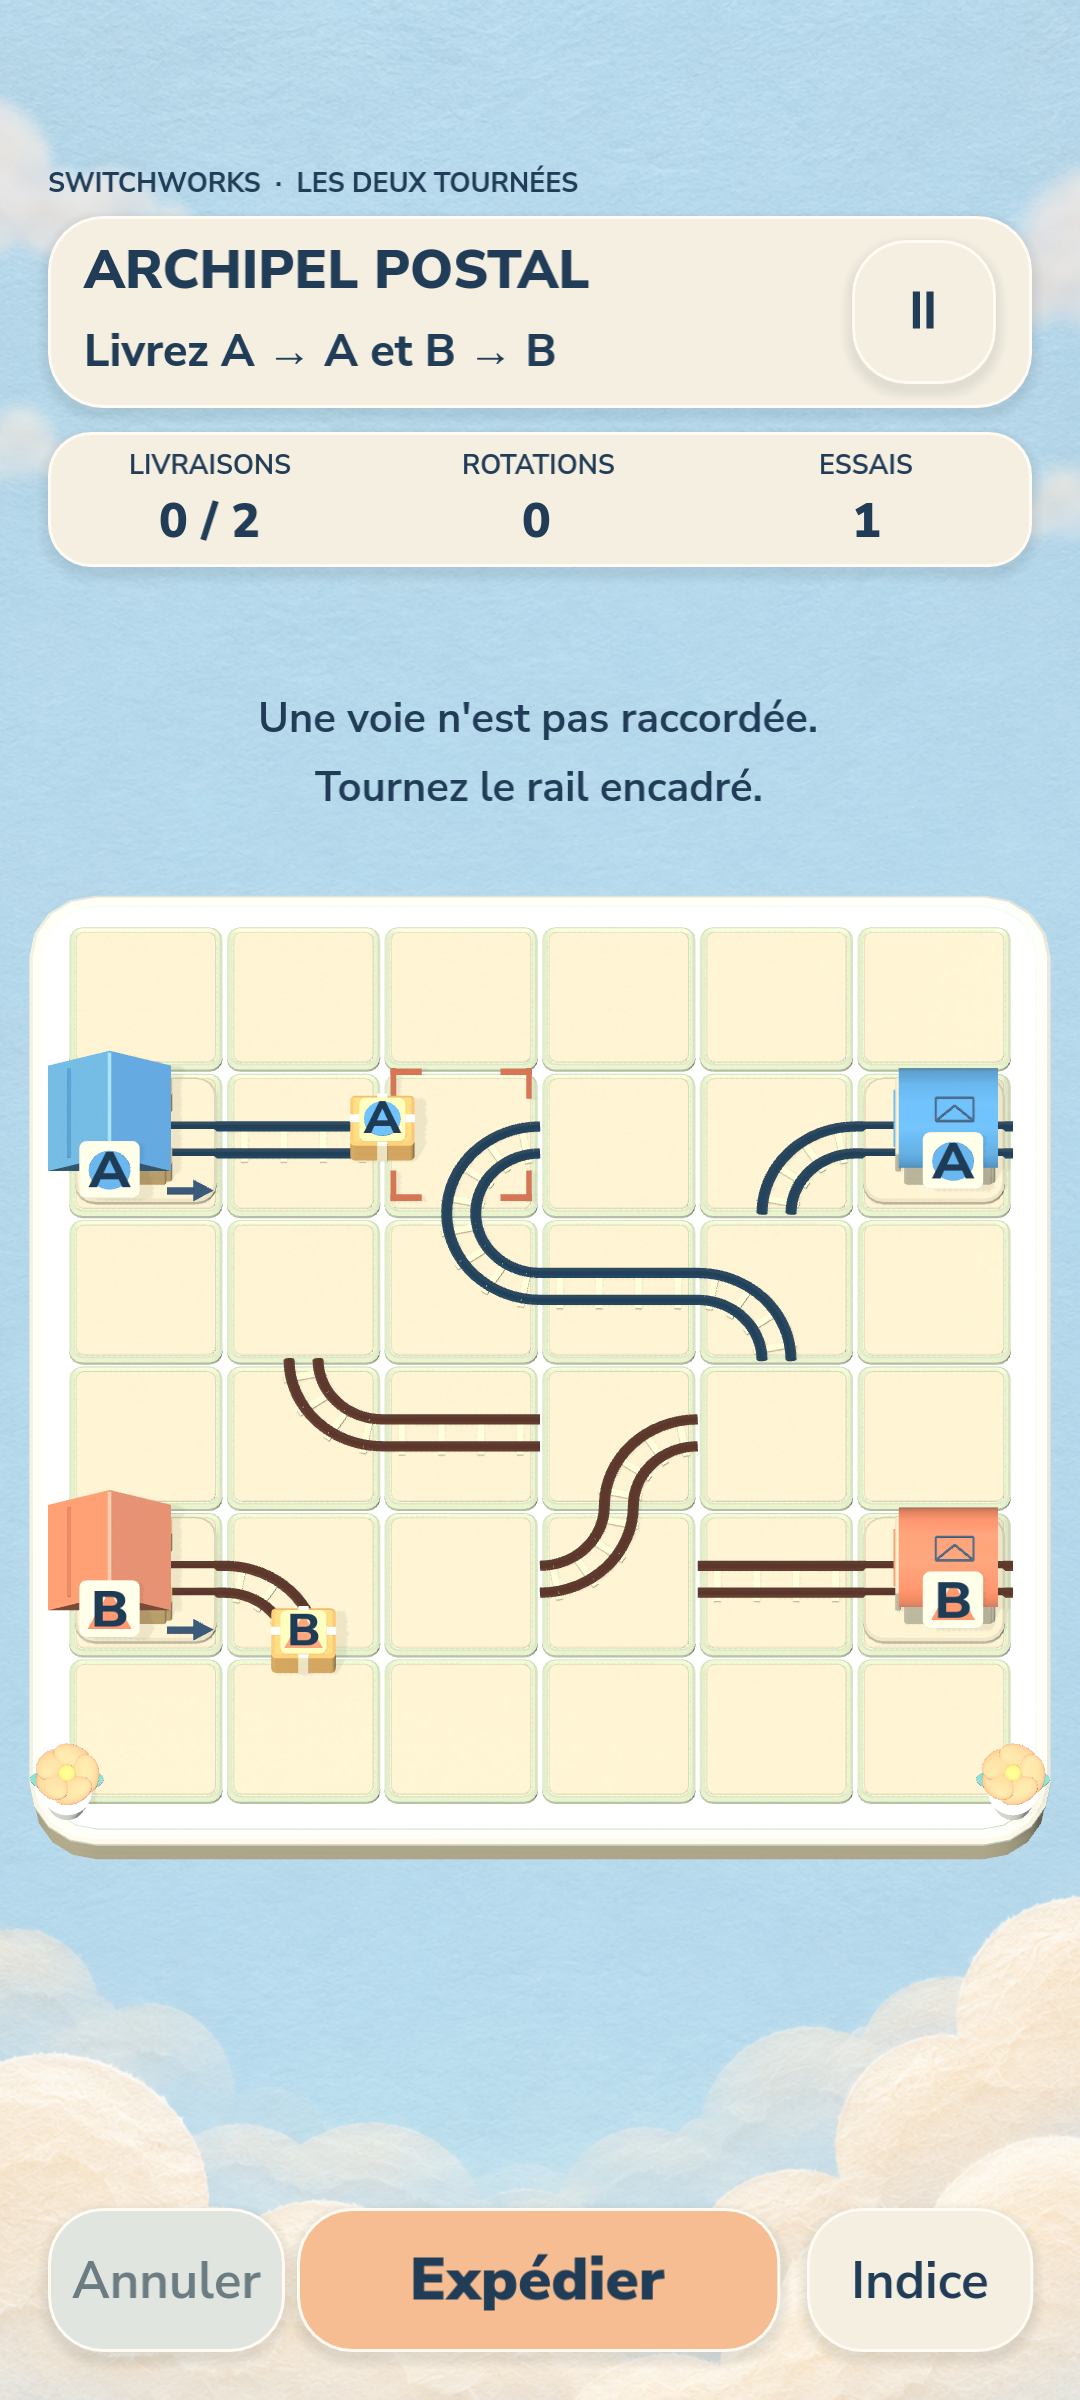 SWITCHWORKS · LES DEUX TOURNÉES
ARCHIPEL POSTAL
Livrez A → A et B → B
II
LIVRAISONS ROTATIONS ESSAIS
0 / 2 0 1
Une voie n'est pas raccordée.
Tournez le rail encadré.
A
A
A
B
B
B
Annuler Expédier Indice